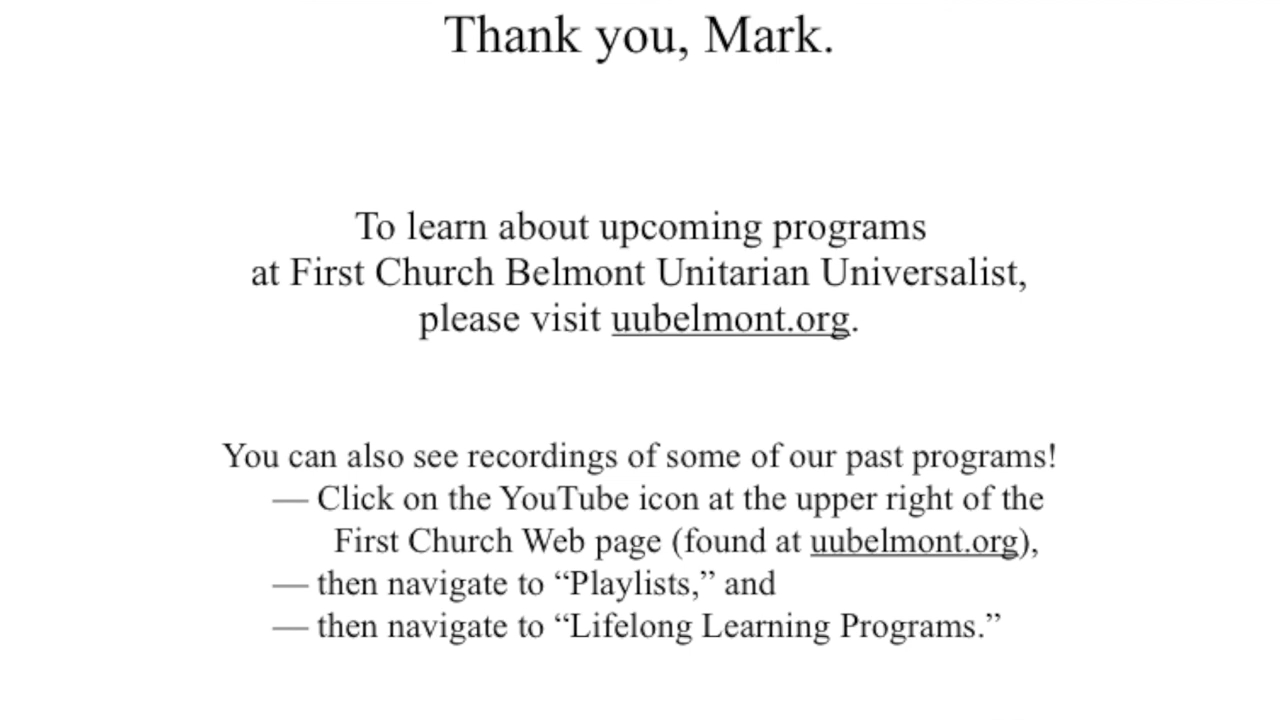 Thank you, Mark.
To learn about upcoming programs
at First Church Belmont Unitarian Universalist,
please visit uubelmont.org.
You can also see recordings of some of our past programs!
— Click on the YouTube icon at the upper right of the
First Church Web page (found at uubelmont.org),
— then navigate to “Playlists,” and
— then navigate to “Lifelong Learning Programs.”